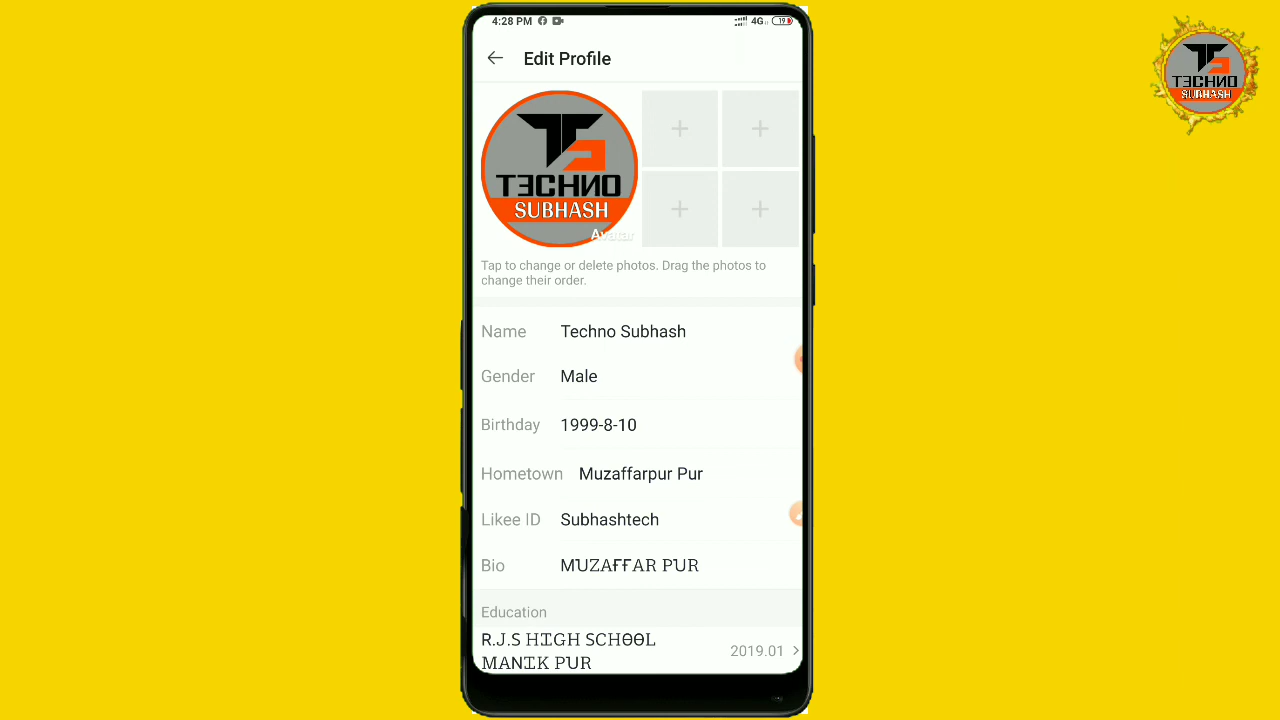 4:28 PM
4G
19
Edit Profile
TECHNO
SUBHASH
Avatar
Tap to change or delete photos. Drag the photos to
change their order.
Name Techno Subhash
Gender Male
Birthday 1999-8-10
Hometown Muzaffarpur Pur
Likee ID Subhashtech
Bio MUZAFFAR PUR
Education
R.J.S HIGH SCHOOL
MANIK PUR
2019.01
TECHNO
SUBHASH